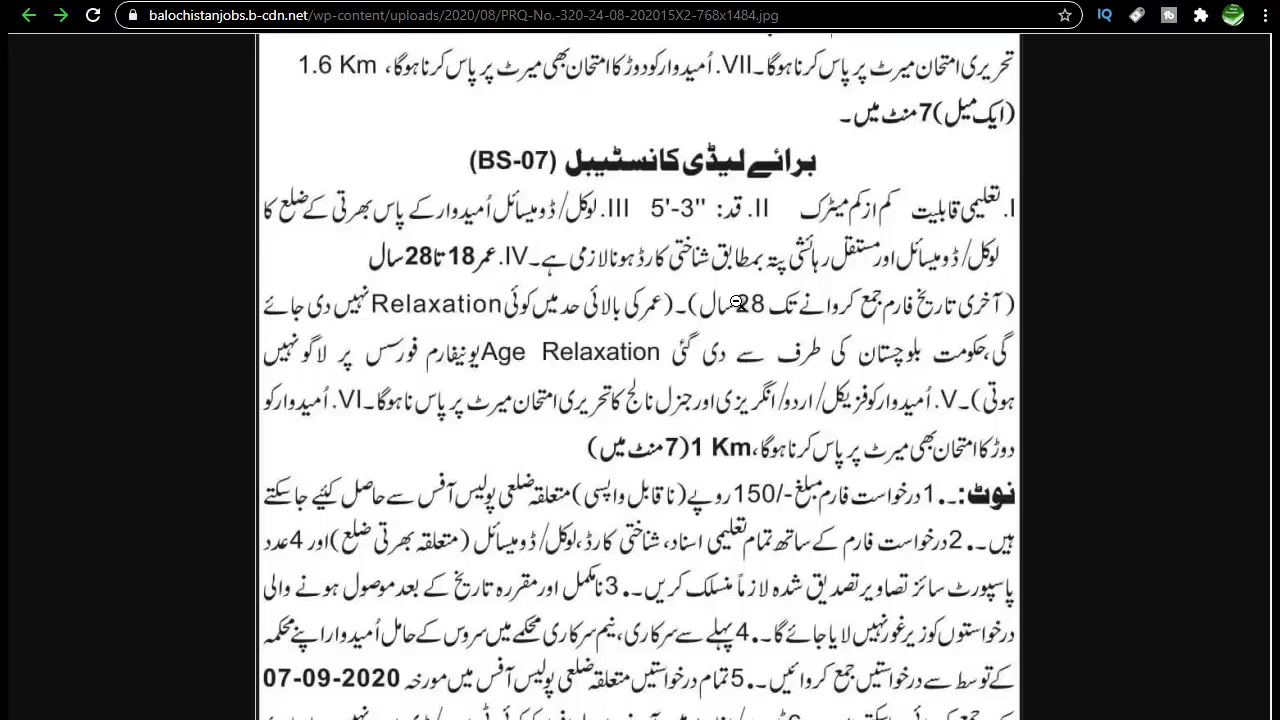 balochistanjobs.b-cdn.net/wp-content/uploads/2020/08/PRQ-No.-320-24-08-202015X2-768x1484.jpg
تحریری امتحان میرٹ پر پاس کرنا ہوگا۔ VII. اُمیدوار کو دوڑ کا امتحان بھی میرٹ پر پاس کرنا ہوگا، 1.6 Km
(ایک میل) 7 منٹ میں۔
برائے لیڈی کانسٹیبل (BS-07)
I. تعلیمی قابلیت کم از کم میٹرک II. قد: 5'-3" III. لوکل/ڈومیسائل اُمیدوار کے پاس بھرتی کے ضلع کا
لوکل/ڈومیسائل اور مستقل رہائشی پتہ بمطابق شناختی کارڈ ہونا لازمی ہے۔ IV. عمر 18 تا 28 سال
(آخری تاریخ فارم جمع کروانے تک 28 سال)۔ (عمر کی بالائی حد میں کوئی Relaxation نہیں دی جائے
گی، حکومت بلوچستان کی طرف سے دی گئی Age Relaxation یونیفارم فورسس پر لاگو نہیں
ہوتی)۔ V. اُمیدوار کو فزیکل/اردو/انگریزی اور جنرل نالج کا تحریری امتحان میرٹ پر پاس نا ہوگا۔ VI. اُمیدوار کو
دوڑ کا امتحان بھی میرٹ پر پاس کرنا ہوگا، 1 Km (7 منٹ میں)
نوٹ:۔ .1 درخواست فارم مبلغ -/150 روپے (نا قابل واپسی) متعلقہ ضلعی پولیس آفس سے حاصل کئیے جاسکتے
ہیں۔ .2 درخواست فارم کے ساتھ تمام تعلیمی اسناد، شناختی کارڈ، لوکل/ڈومیسائل (متعلقہ بھرتی ضلع) اور 4 عدد
پاسپورٹ سائز تصاویر تصدیق شدہ لازماً منسلک کریں۔ .3 نامکمل اور مقررہ تاریخ کے بعد موصول ہونے والی
درخواستوں کو زیر غور نہیں لایا جائے گا۔ .4 پہلے سے سرکاری، نیم سرکاری محکمے میں سروس کے حامل اُمیدوار اپنے محکمہ
کے توسط سے درخواستیں جمع کروائیں۔ .5 تمام درخواستیں متعلقہ ضلعی پولیس آفس میں مورخہ 07-09-2020